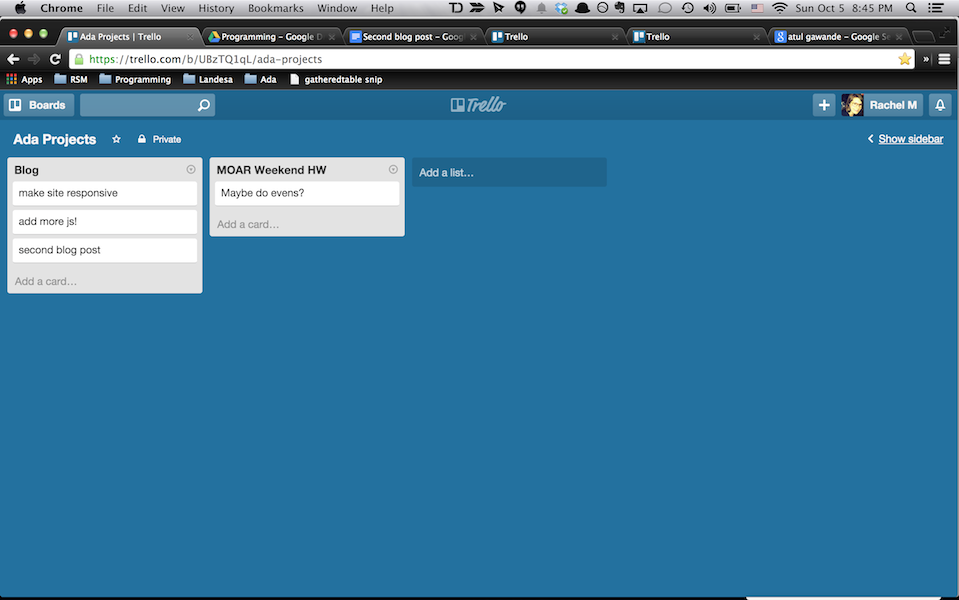 Chrome File Edit View History Bookmarks Window Help Sun Oct 5 8:45 PM
Ada Projects | Trello Programming – Google D Second blog post – Goog Trello Trello atul gawande – Google Se
https://trello.com/b/UBzTQ1qL/ada-projects
Apps RSM Programming Landesa Ada gatheredtable snip
Boards Trello Rachel M
Ada Projects Private Show sidebar
Blog
make site responsive
add more js!
second blog post
Add a card…
MOAR Weekend HW
Maybe do evens?
Add a card…
Add a list…